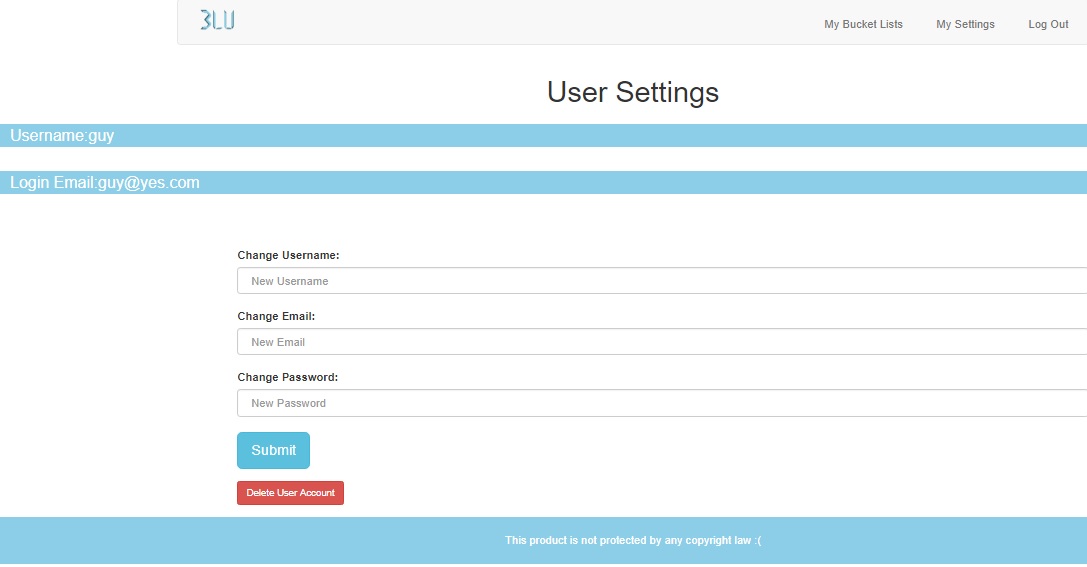 3LU
My Bucket Lists My Settings Log Out
User Settings
Username:guy
Login Email:guy@yes.com
Change Username:
New Username
Change Email:
New Email
Change Password:
New Password
Submit
Delete User Account
This product is not protected by any copyright law :(